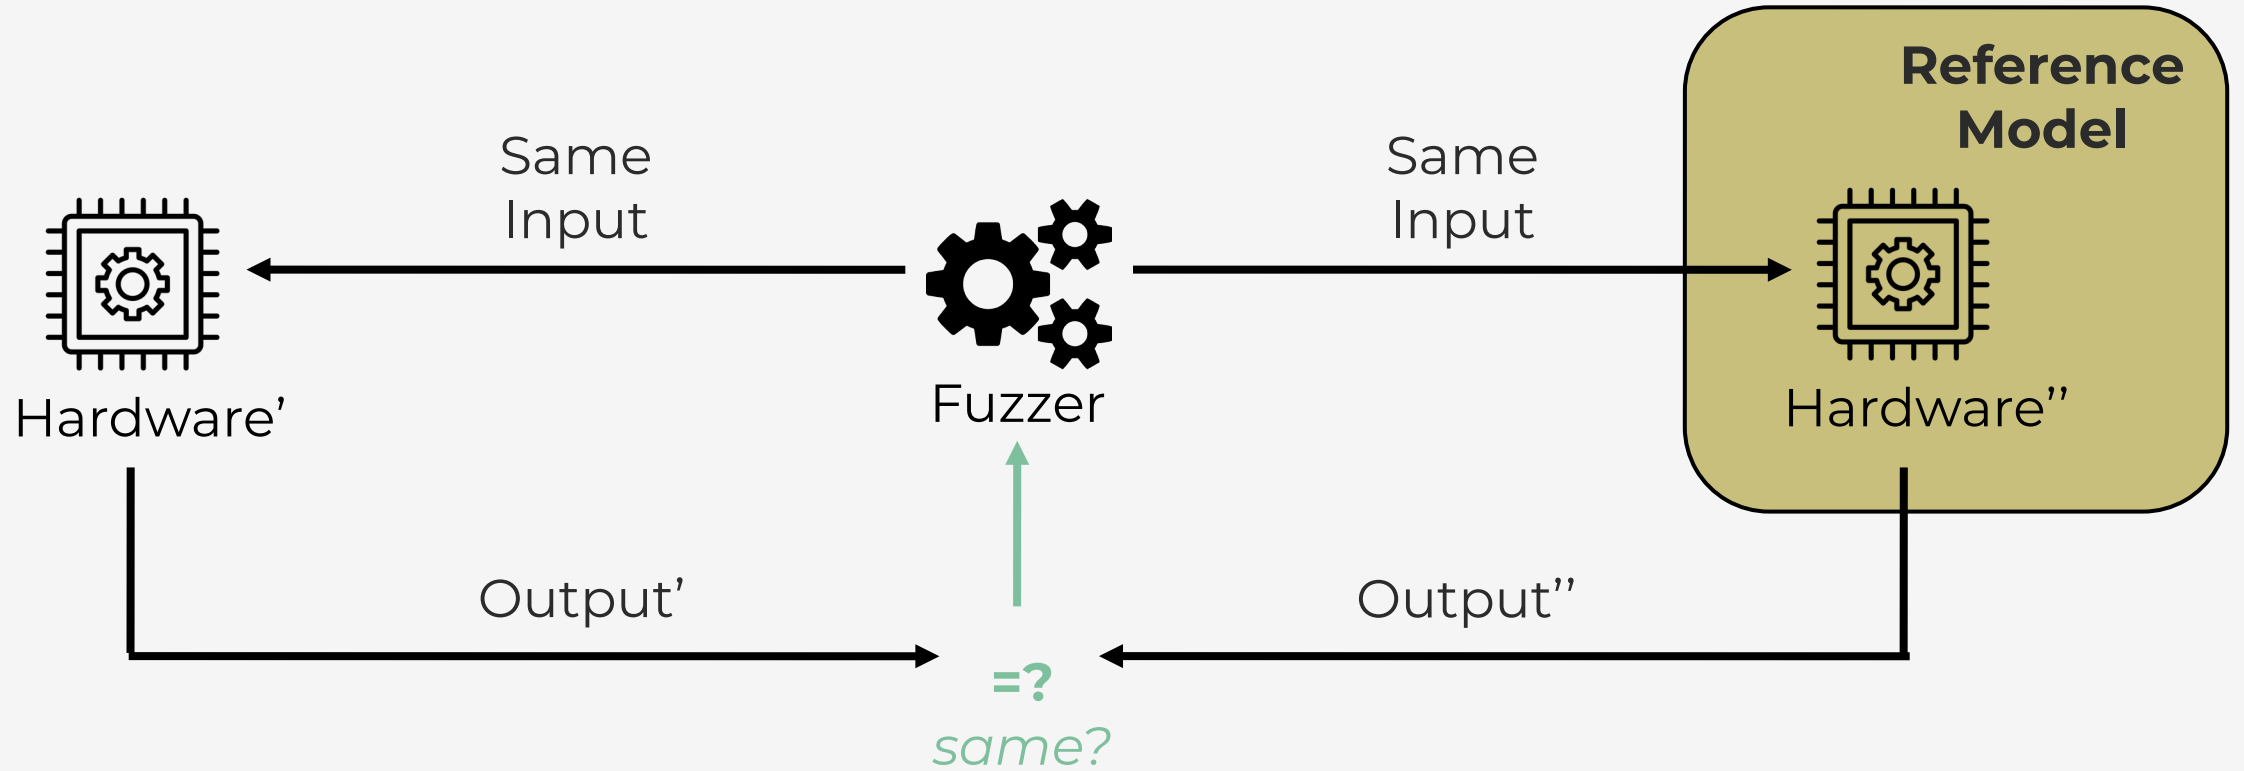 Reference
Model
Same
Input
Same
Input
Hardware’
Fuzzer
Hardware’’
Output’
Output’’
=?
same?